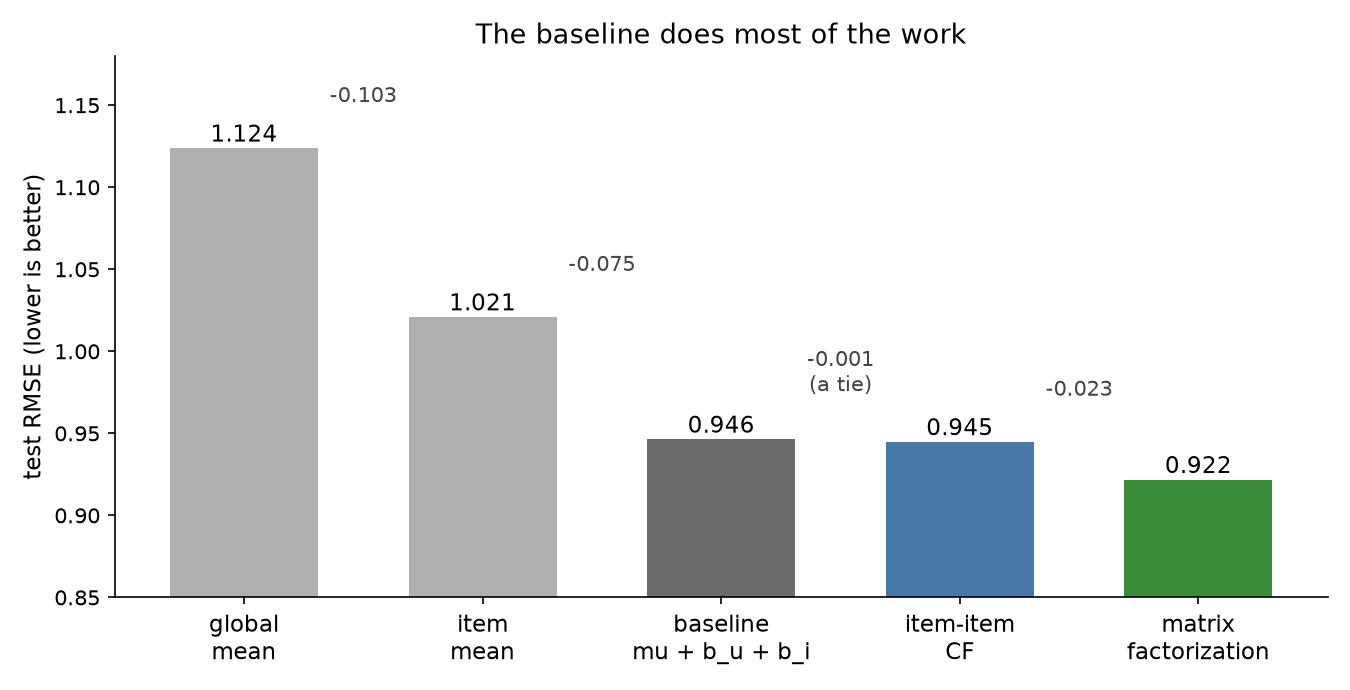 The baseline does most of the work
test RMSE (lower is better)
1.15
1.10
1.05
1.00
0.95
0.90
0.85
1.124
-0.103
1.021
-0.075
0.946
-0.001
(a tie)
0.945
-0.023
0.922
global
mean
item
mean
baseline
mu + b_u + b_i
item-item
CF
matrix
factorization